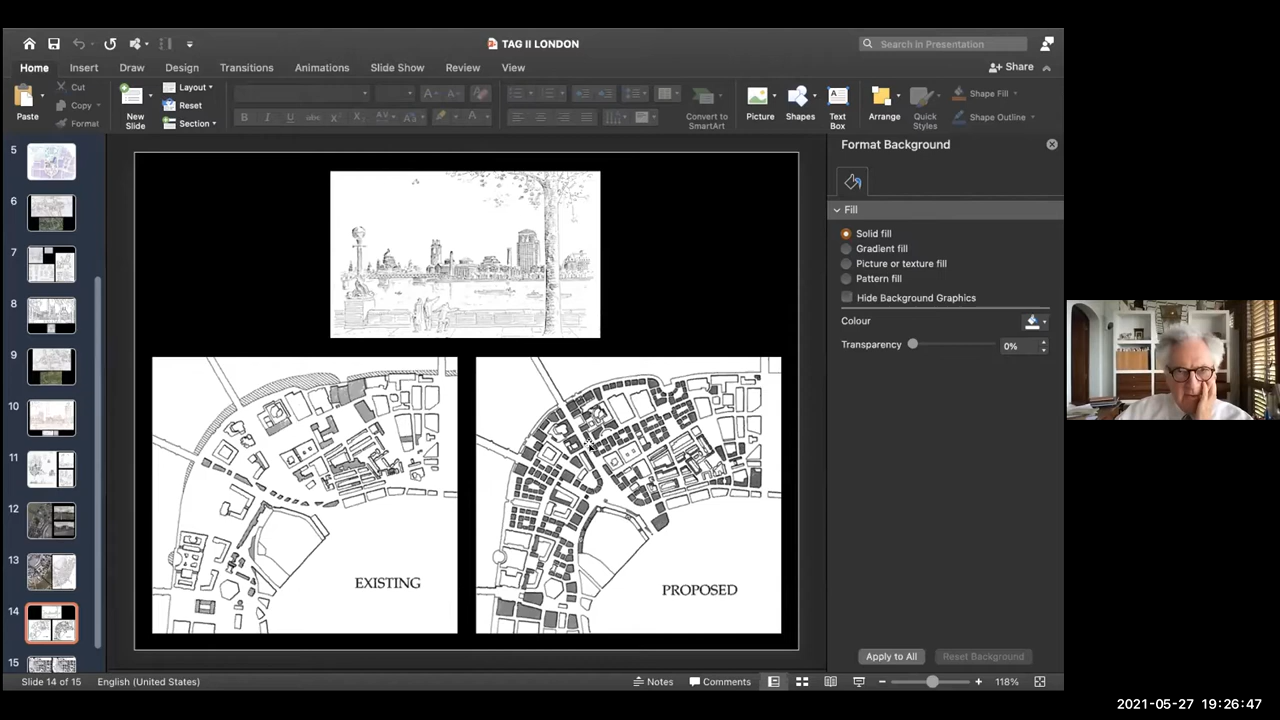 TAG II LONDON
Search in Presentation
Home Insert Draw Design Transitions Animations Slide Show Review View
Share
Paste
Cut
Copy
Format
New Slide
Layout
Reset
Section
Convert to SmartArt
Picture
Shapes
Text Box
Arrange
Quick Styles
Shape Fill
Shape Outline
5
6
7
8
9
10
11
12
13
14
15
EXISTING
PROPOSED
Format Background
Fill
Solid fill
Gradient fill
Picture or texture fill
Pattern fill
Hide Background Graphics
Colour
Transparency 0%
Apply to All Reset Background
Slide 14 of 15 English (United States) Notes Comments 118%
2021-05-27 19:26:47